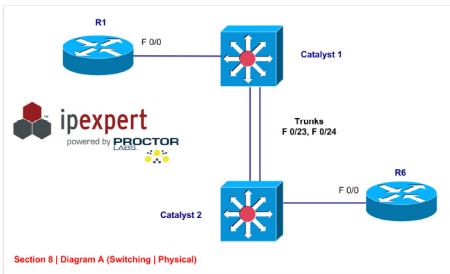 R1
F 0/0
Catalyst 1
ipexpert
powered by PROCTOR
LABS
Trunks
F 0/23, F 0/24
R6
F 0/0
Catalyst 2
Section 8 | Diagram A (Switching | Physical)